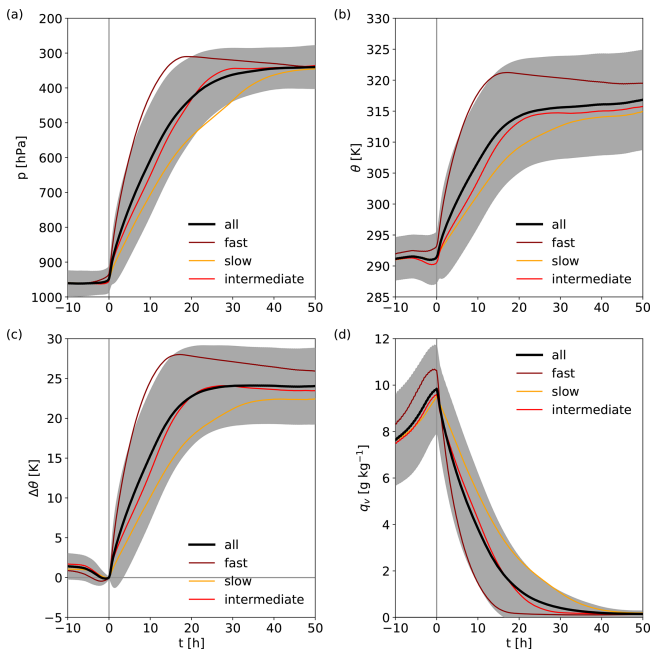 (a)
200
300
400
500
600
700
800
900
1000
p [hPa]
−10 0 10 20 30 40 50
all
fast
slow
intermediate
(b)
330
325
320
315
310
305
300
295
290
285
θ [K]
−10 0 10 20 30 40 50
all
fast
slow
intermediate
(c)
30
25
20
15
10
5
0
−5
Δθ [K]
−10 0 10 20 30 40 50
t [h]
all
fast
slow
intermediate
(d)
12
10
8
6
4
2
0
qᵥ [g kg⁻¹]
−10 0 10 20 30 40 50
t [h]
all
fast
slow
intermediate